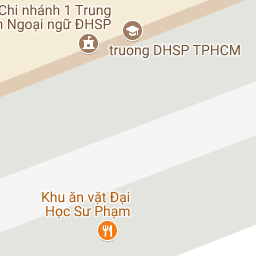 Chi nhánh 1 Trung
Ngoại ngữ ĐHSP
truong DHSP TPHCM
Khu ăn vặt Đại
Học Sư Phạm